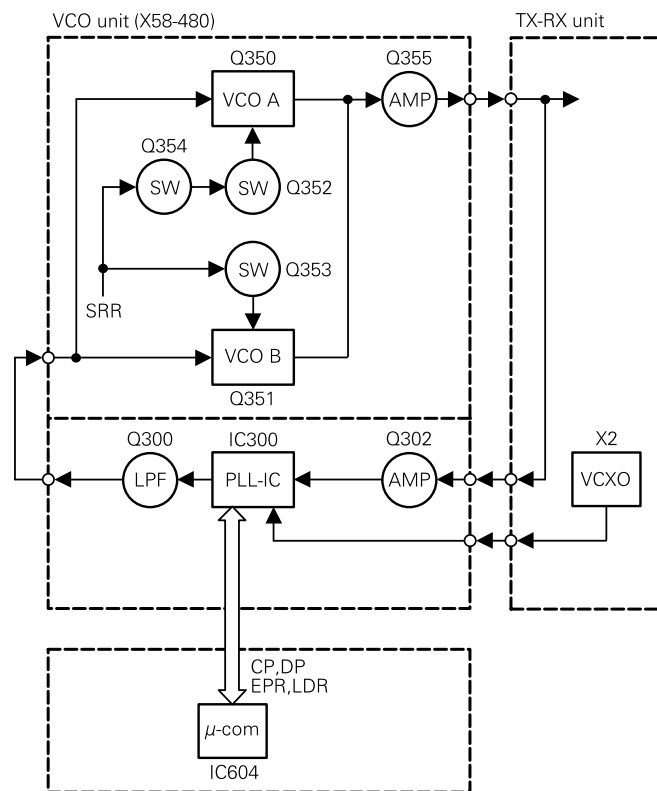 VCO unit (X58-480)
TX-RX unit
Q350
Q355
VCO A
AMP
Q354
SW
SW
Q352
SW
Q353
SRR
VCO B
Q351
Q300
IC300
Q302
X2
LPF
PLL-IC
AMP
VCXO
CP,DP
EPR,LDR
µ-com
IC604